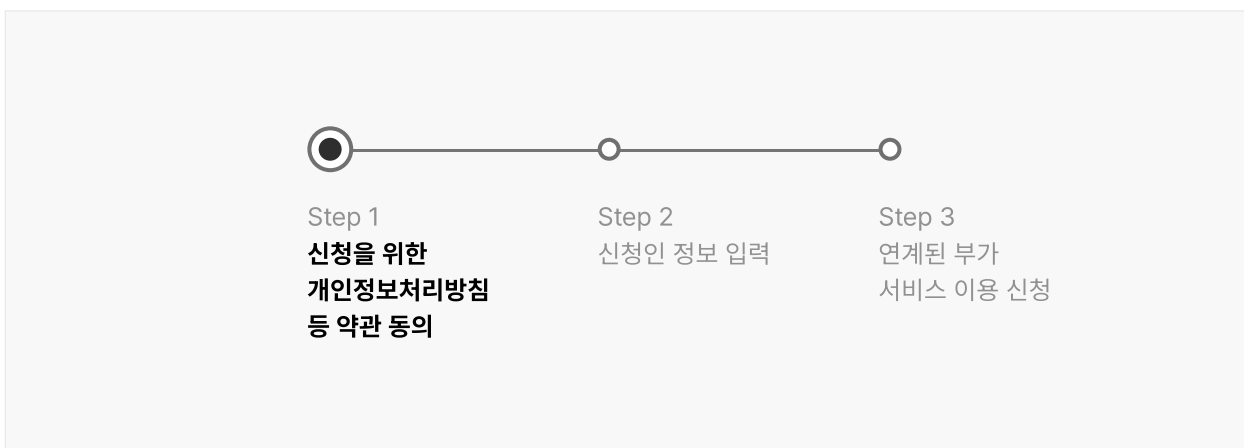 Step 1
신청을 위한
개인정보처리방침
등 약관 동의
Step 2
신청인 정보 입력
Step 3
연계된 부가
서비스 이용 신청